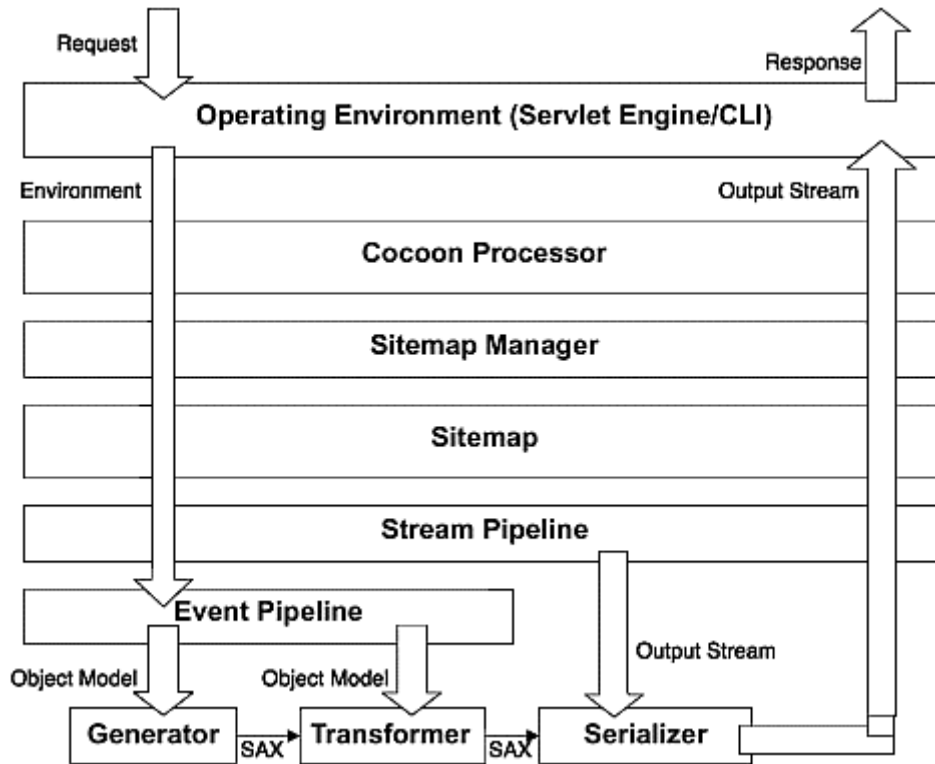 Request
Response
Operating Environment (Servlet Engine/CLI)
Environment
Output Stream
Cocoon Processor
Sitemap Manager
Sitemap
Stream Pipeline
Event Pipeline
Object Model
Object Model
Output Stream
Generator
SAX
Transformer
SAX
Serializer